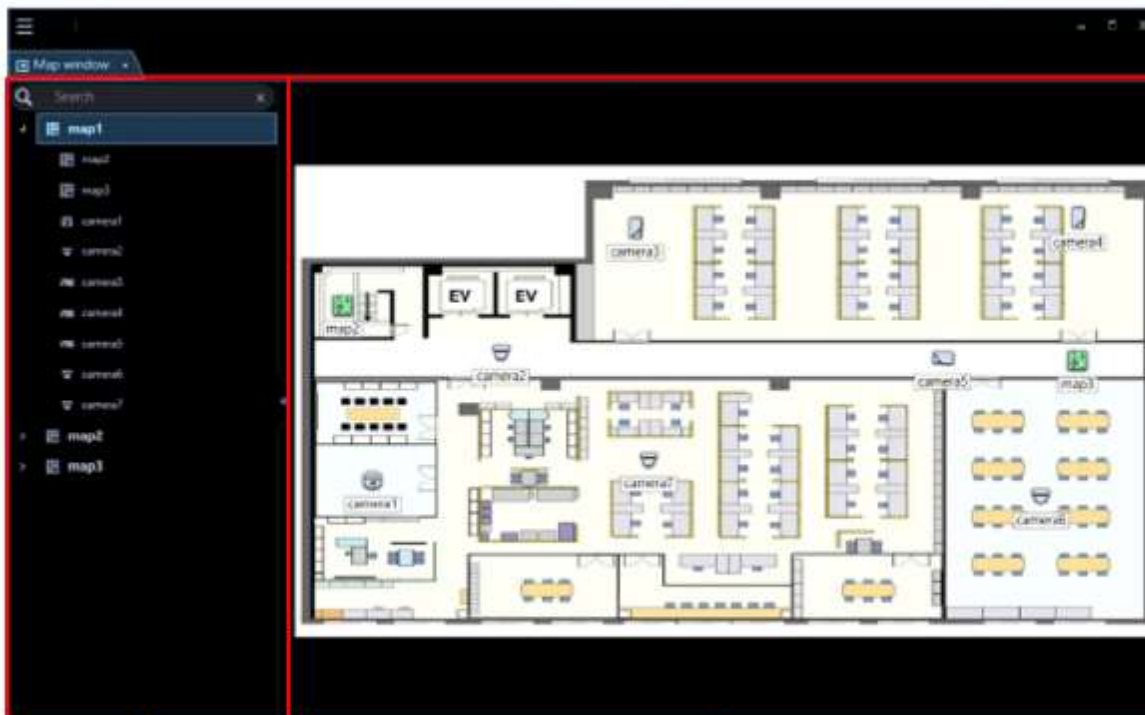 Map window
Search
map1
map2
map3
camera1
camera2
camera3
camera4
camera5
camera6
camera7
map2
map3
camera3
camera4
EV
EV
map2
camera2
camera5
map3
camera7
camera1
camera6